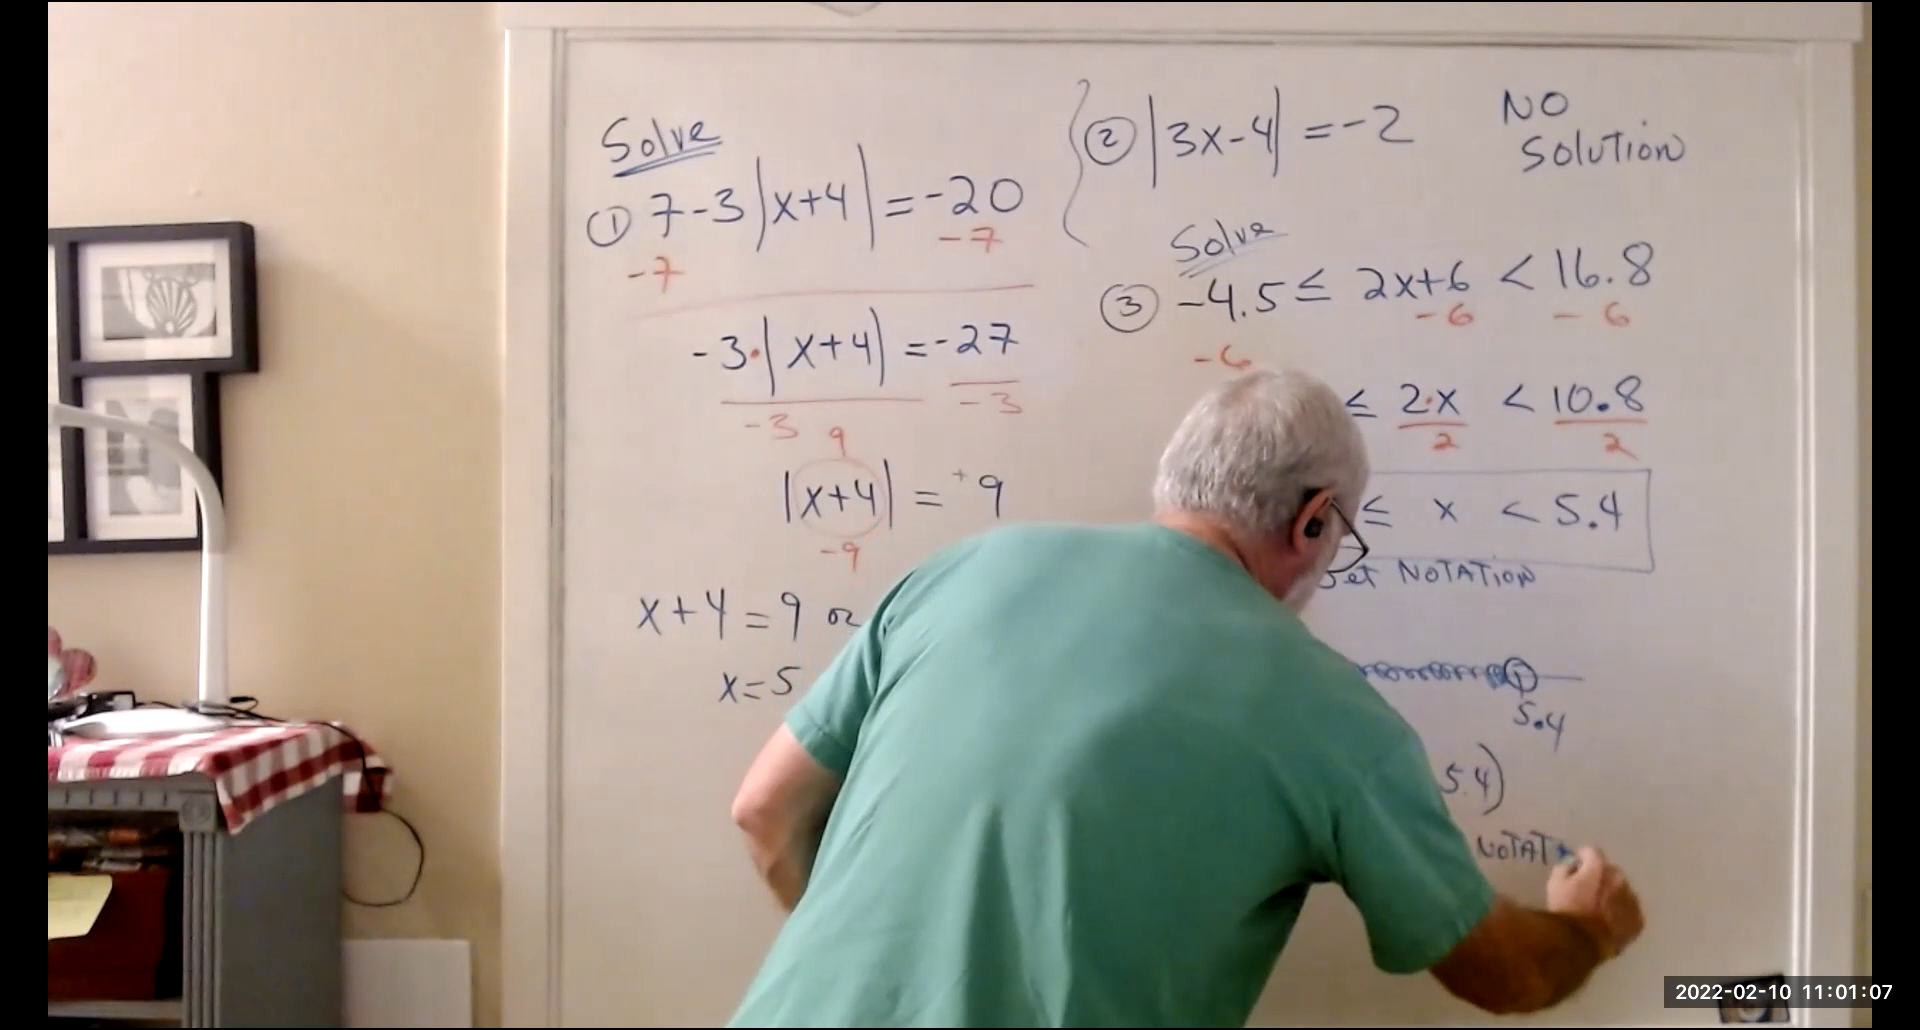 Solve
① 7-3|x+4| = -20
-7 -7
-3·|x+4| = -27
-3 -3
9
|x+4| = +9
-9
x+4=9 or
x=5
② |3x-4| = -2
NO
Solution
Solve
③ -4.5 ≤ 2x+6 < 16.8
-6 -6 -6
≤ 2·x < 10.8
2 2
≤ x < 5.4
Set NOTATION
5.4
5.4)
NOTAT
2022-02-10 11:01:07